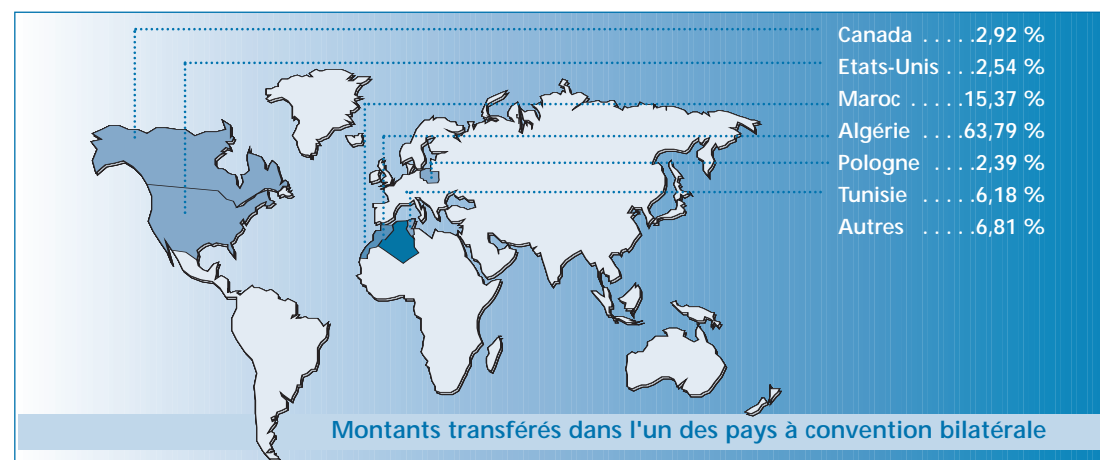 Canada . . . . .2,92 %
Etats-Unis . . .2,54 %
Maroc . . . . .15,37 %
Algérie . . . .63,79 %
Pologne . . . . .2,39 %
Tunisie . . . . .6,18 %
Autres . . . . .6,81 %
Montants transférés dans l'un des pays à convention bilatérale